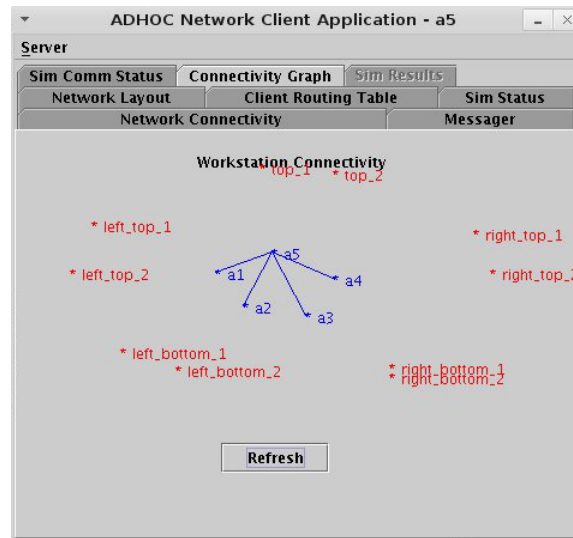 ADHOC Network Client Application - a5
Server
Sim Comm Status Connectivity Graph Sim Results
Network Layout Client Routing Table Sim Status
Network Connectivity Messager
Workstation Connectivity
* top_1 * top_2
* left_top_1
* right_top_1
* a5
* left_top_2 * a1 * a4 * right_top_2
* a2 * a3
* left_bottom_1
* left_bottom_2
* right_bottom_1
* right_bottom_2
Refresh